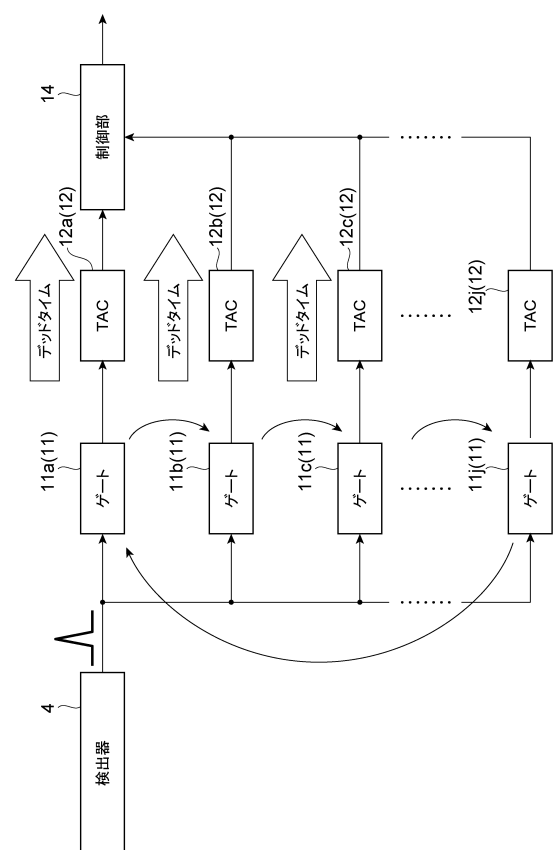 4
検出器
11a(11)
ゲート
11b(11)
ゲート
11c(11)
ゲート
11j(11)
ゲート
デッドタイム
12a(12)
TAC
デッドタイム
12b(12)
TAC
デッドタイム
12c(12)
TAC
12j(12)
TAC
14
制御部